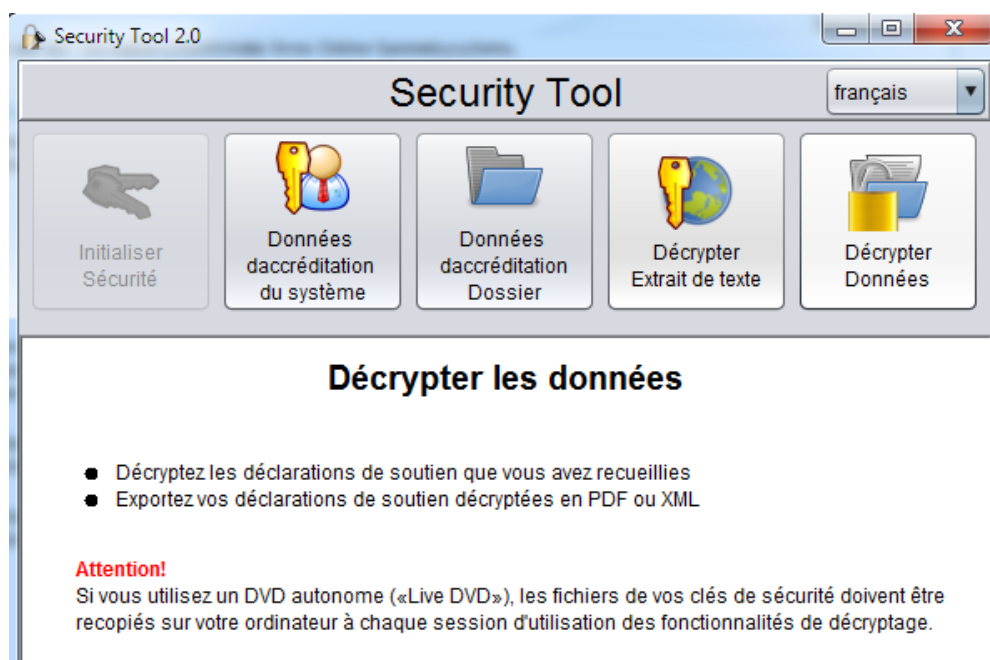 Security Tool 2.0
Security Tool
français
Initialiser
Sécurité
Données
daccréditation
du système
Données
daccréditation
Dossier
Décrypter
Extrait de texte
Décrypter
Données
Décrypter les données
Décryptez les déclarations de soutien que vous avez recueillies
Exportez vos déclarations de soutien décryptées en PDF ou XML
Attention!
Si vous utilisez un DVD autonome («Live DVD»), les fichiers de vos clés de sécurité doivent être
recopiés sur votre ordinateur à chaque session d'utilisation des fonctionnalités de décryptage.